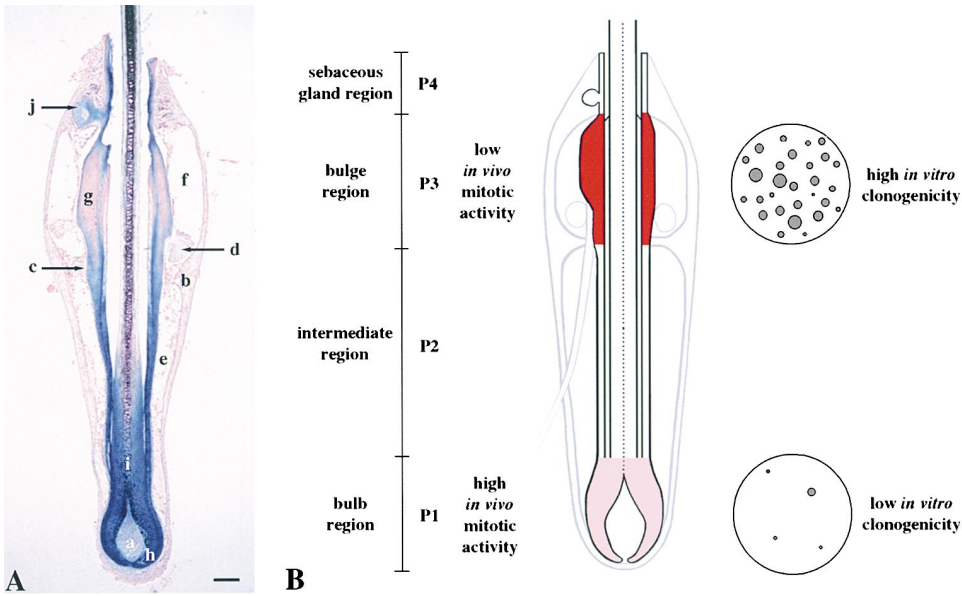 j
g
f
c
d
b
e
i
a
h
A
B
sebaceous
gland region
P4
bulge
region
P3
low
in vivo
mitotic
activity
high in vitro
clonogenicity
intermediate
region
P2
bulb
region
P1
high
in vivo
mitotic
activity
low in vitro
clonogenicity